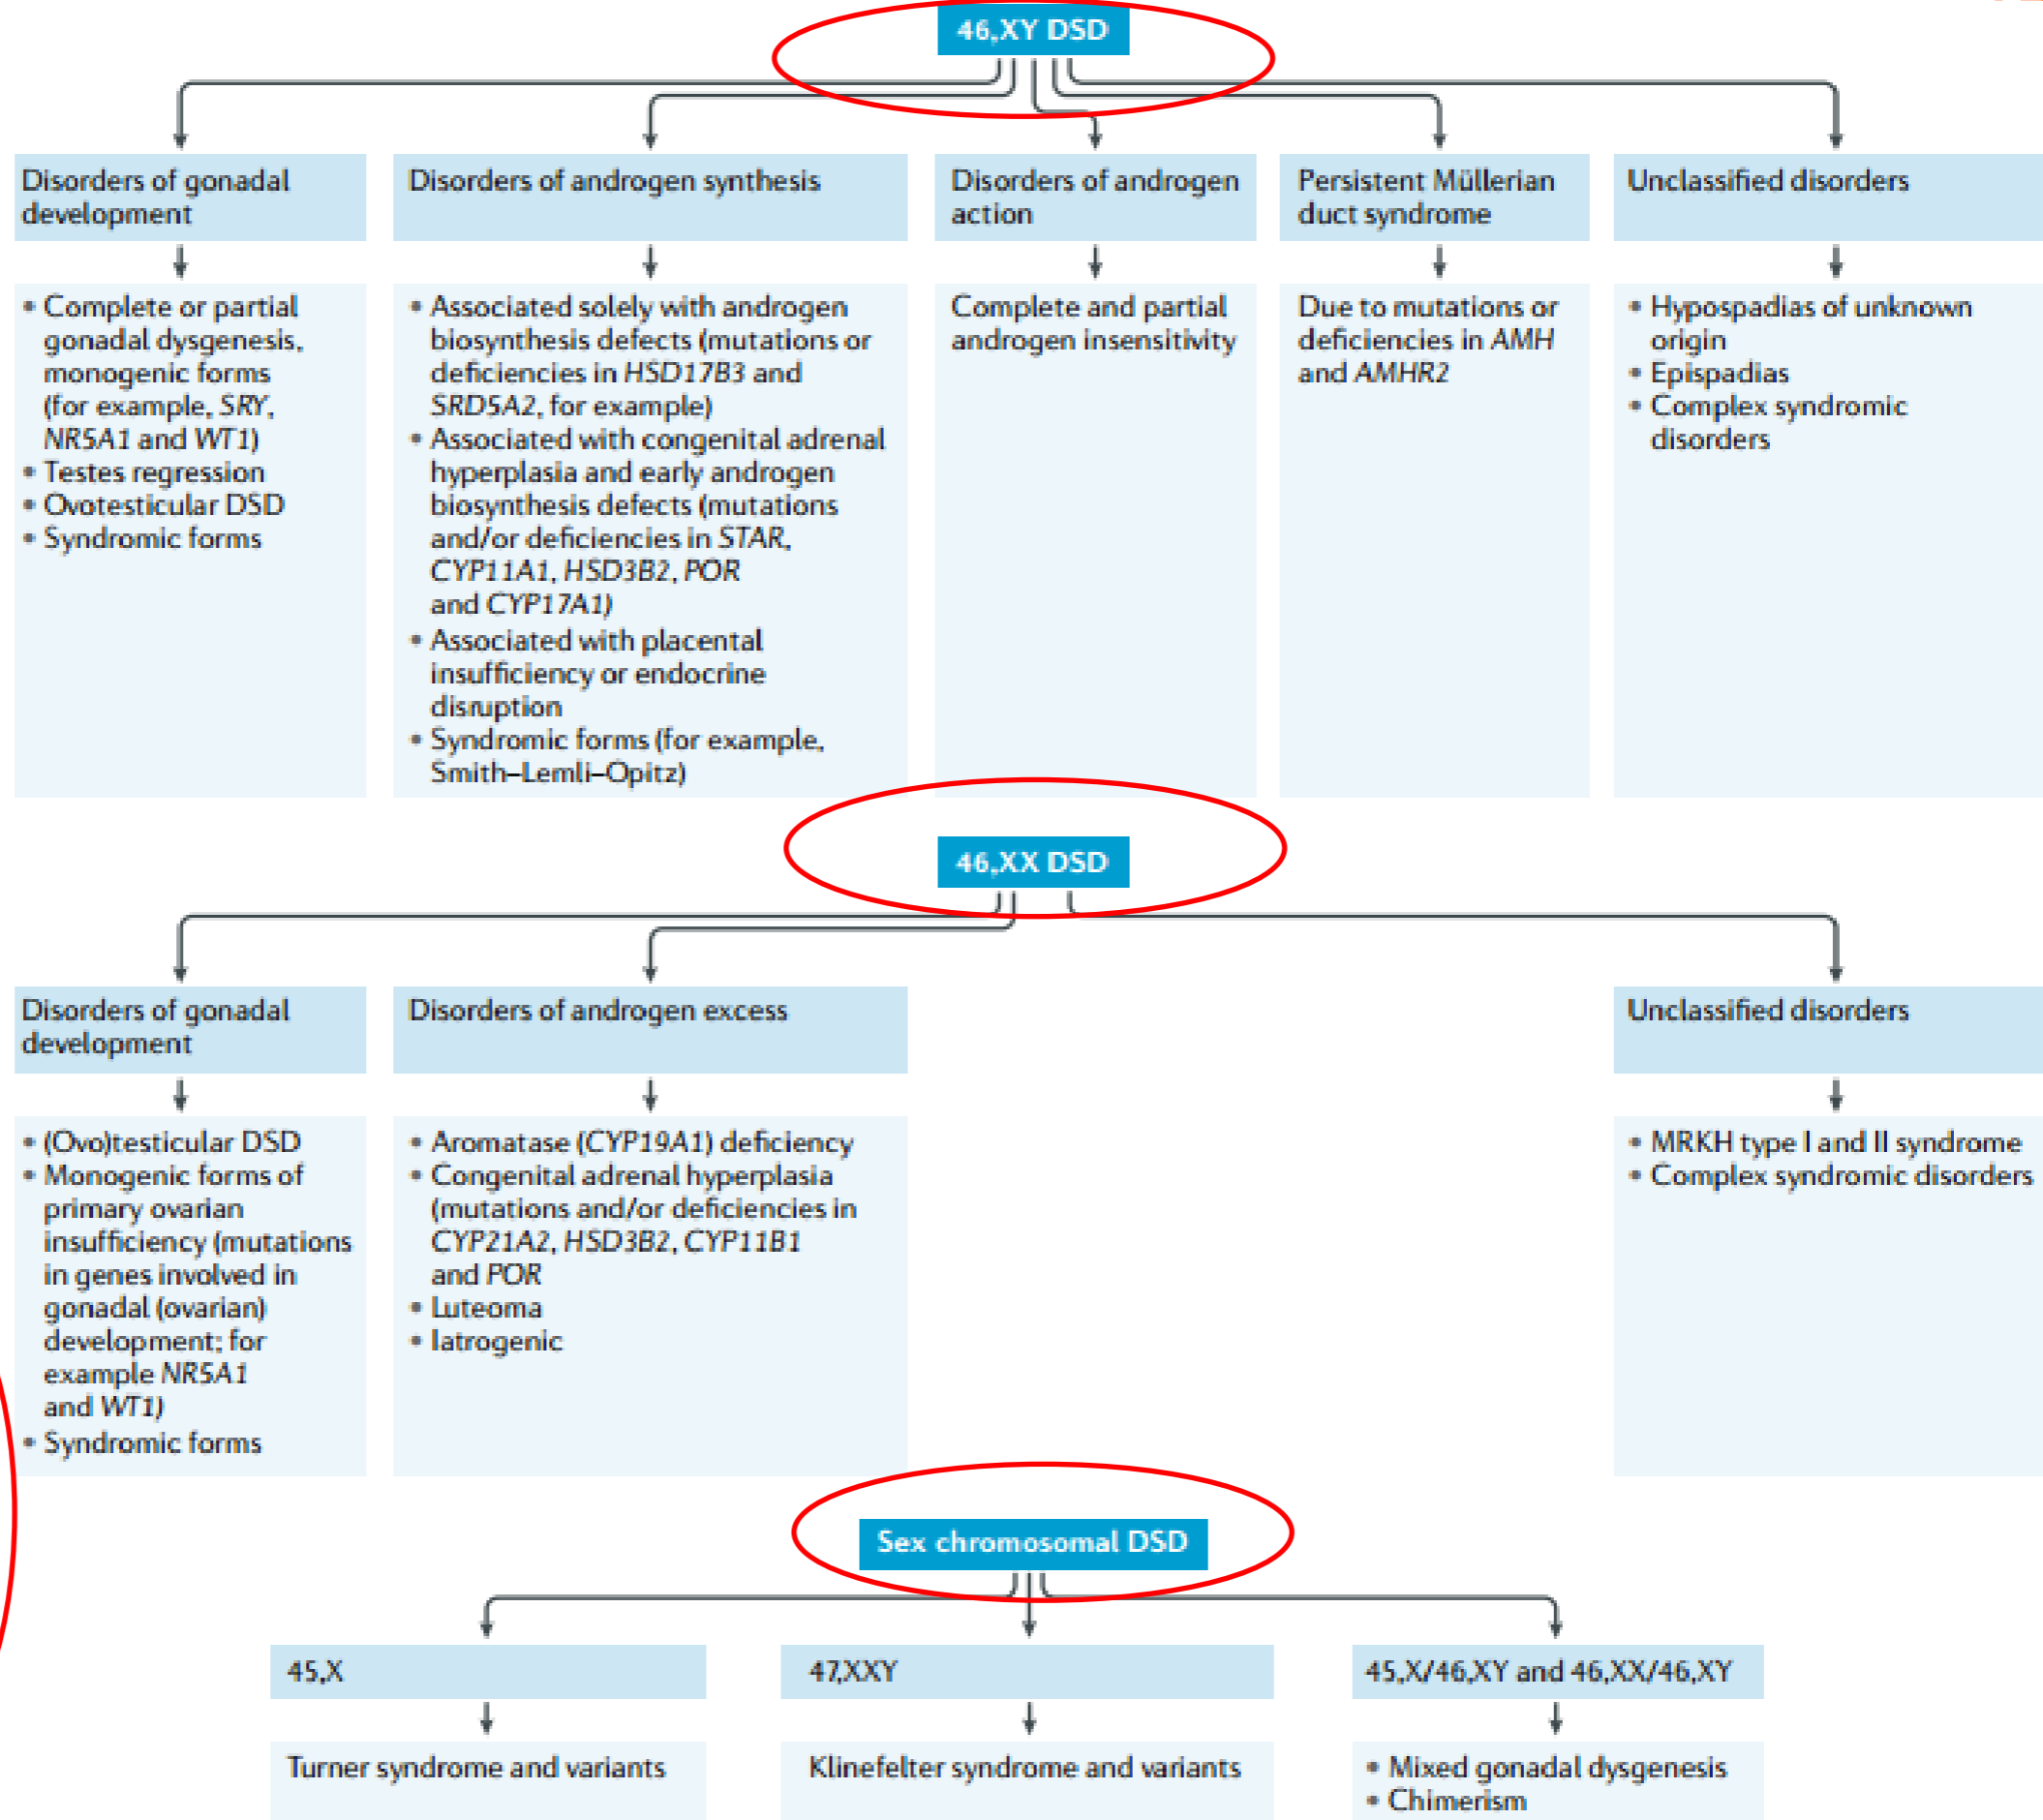 46,XY DSD
Disorders of gonadal
development
Disorders of androgen synthesis
Disorders of androgen
action
Persistent Müllerian
duct syndrome
Unclassified disorders
• Complete or partial
gonadal dysgenesis,
monogenic forms
(for example, SRY,
NR5A1 and WT1)
• Testes regression
• Ovotesticular DSD
• Syndromic forms
• Associated solely with androgen
biosynthesis defects (mutations or
deficiencies in HSD17B3 and
SRD5A2, for example)
• Associated with congenital adrenal
hyperplasia and early androgen
biosynthesis defects (mutations
and/or deficiencies in STAR,
CYP11A1, HSD3B2, POR
and CYP17A1)
• Associated with placental
insufficiency or endocrine
disruption
• Syndromic forms (for example,
Smith–Lemli–Opitz)
Complete and partial
androgen insensitivity
Due to mutations or
deficiencies in AMH
and AMHR2
• Hypospadias of unknown
origin
• Epispadias
• Complex syndromic
disorders
46,XX DSD
Disorders of gonadal
development
Disorders of androgen excess
Unclassified disorders
• (Ovo)testicular DSD
• Monogenic forms of
primary ovarian
insufficiency (mutations
in genes involved in
gonadal (ovarian)
development; for
example NR5A1
and WT1)
• Syndromic forms
• Aromatase (CYP19A1) deficiency
• Congenital adrenal hyperplasia
(mutations and/or deficiencies in
CYP21A2, HSD3B2, CYP11B1
and POR
• Luteoma
• Iatrogenic
• MRKH type I and II syndrome
• Complex syndromic disorders
Sex chromosomal DSD
45,X
47,XXY
45,X/46,XY and 46,XX/46,XY
Turner syndrome and variants
Klinefelter syndrome and variants
• Mixed gonadal dysgenesis
• Chimerism